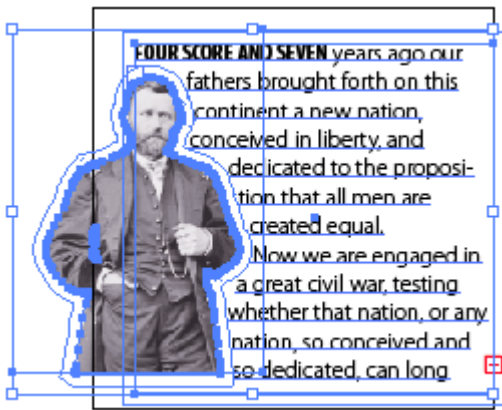 FOUR SCORE AND SEVEN years ago our
fathers brought forth on this
continent a new nation,
conceived in liberty, and
dedicated to the proposi-
tion that all men are
created equal.
Now we are engaged in
a great civil war, testing
whether that nation, or any
nation, so conceived and
so dedicated, can long